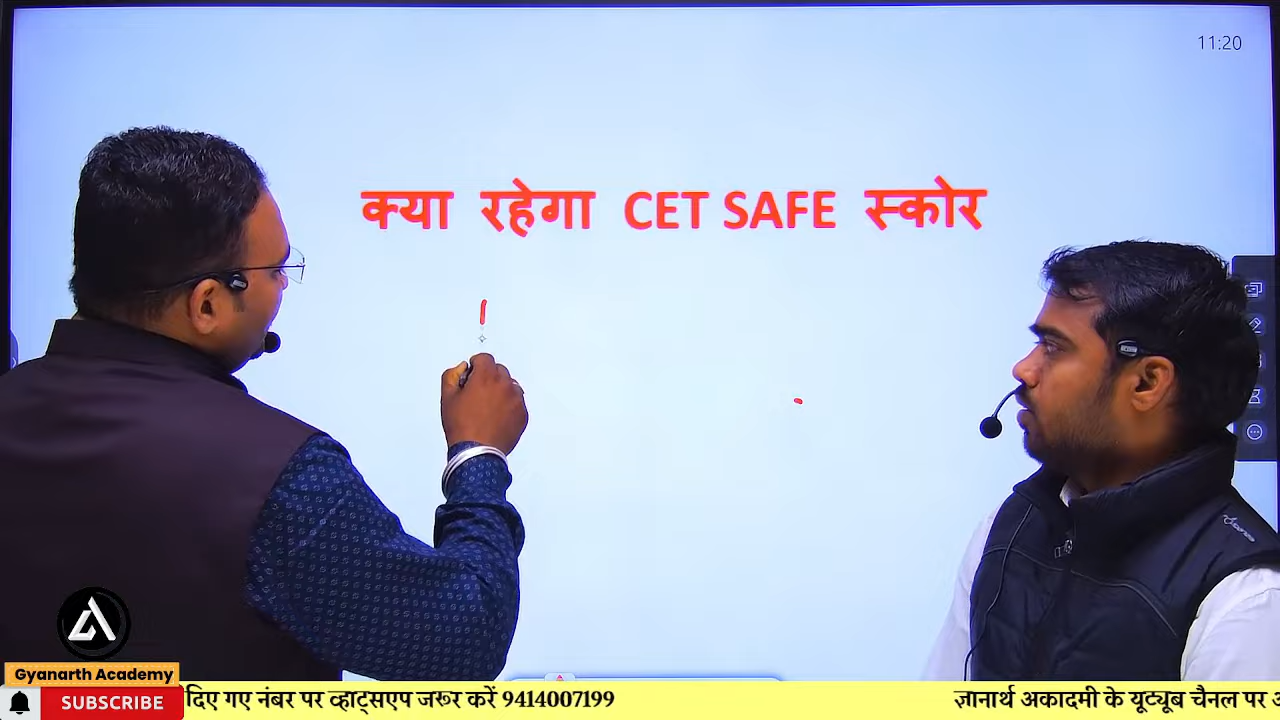 11:20
क्या रहेगा CET SAFE स्कोर
Gyanarth Academy
SUBSCRIBE
दिए गए नंबर पर व्हाट्सएप जरूर करें 9414007199
ज्ञानार्थ अकादमी के यूट्यूब चैनल पर